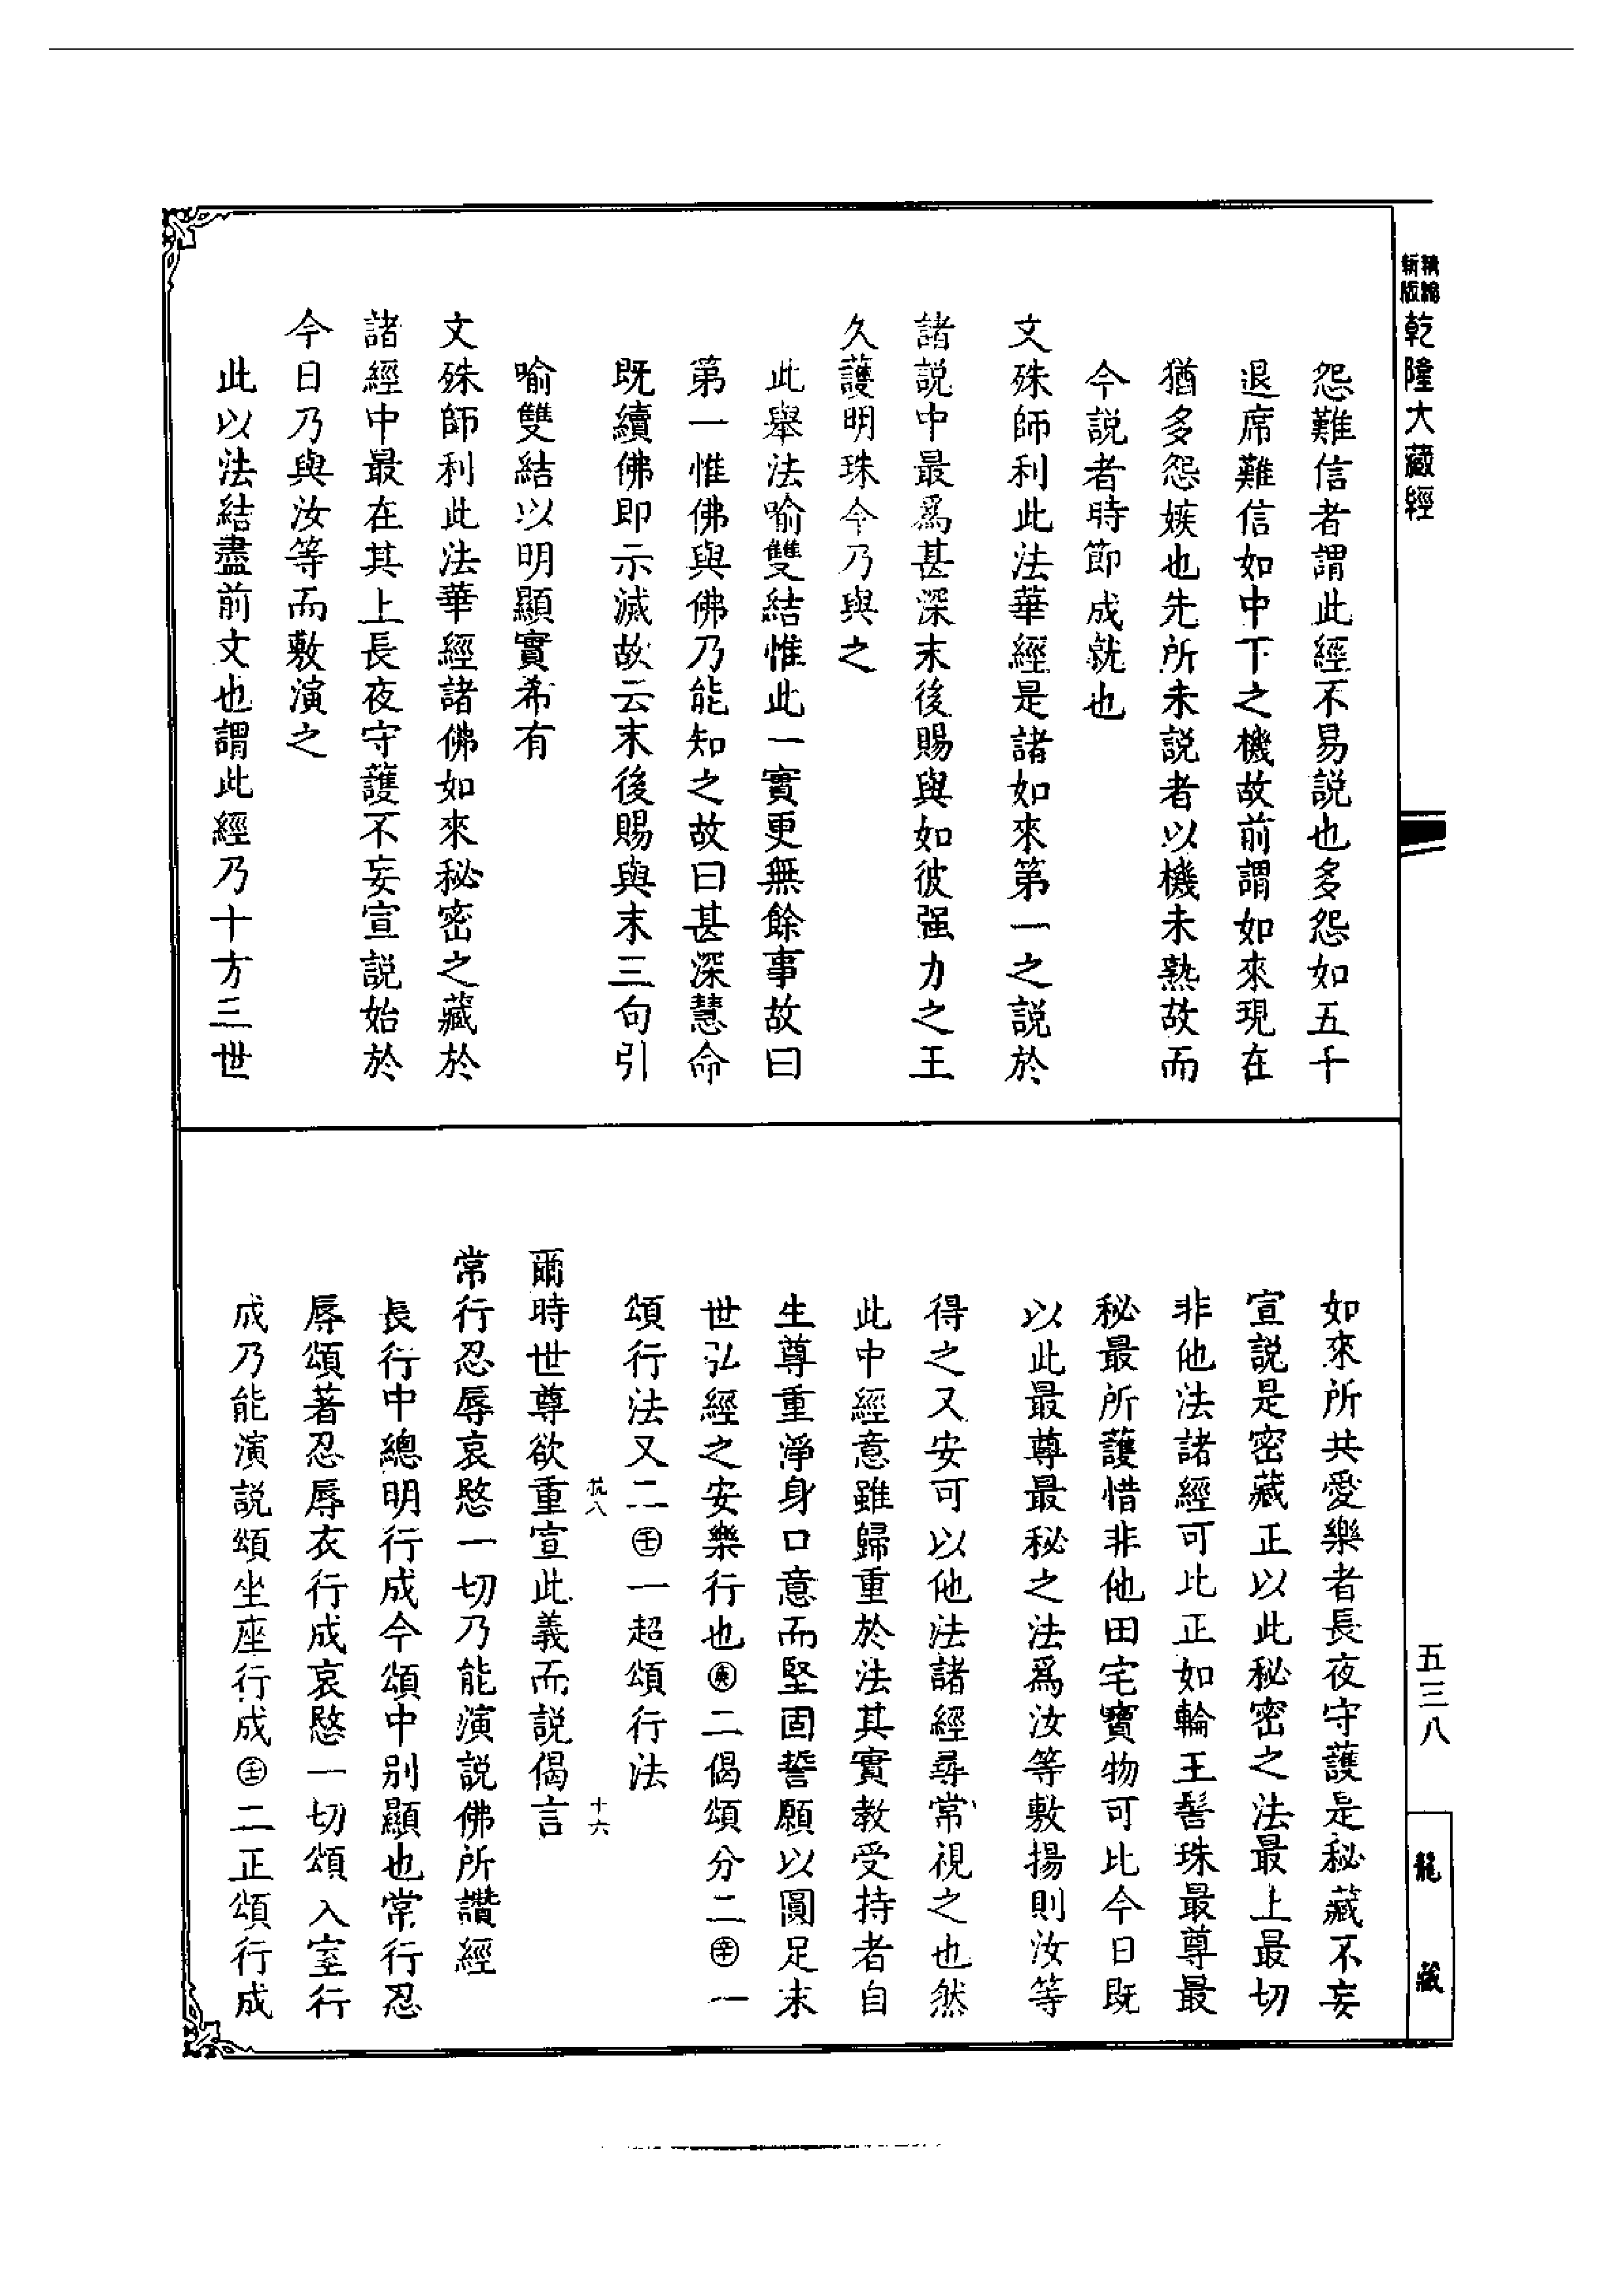 精編
新版
乾隆大藏經
怨難信者謂此經不易説也多怨如五千
退席難信如中下之機故前謂如來現在
猶多怨嫉也先所未説者以機未熟故而
今説者時節成就也
文殊師利此法華經是諸如來第一之説於
諸説中最爲甚深末後賜與如彼强力之王
久護明珠今乃與之
此舉法喻雙結惟此一實更無餘事故曰
第一惟佛與佛乃能知之故曰甚深慧命
既續佛即示滅故云末後賜與末三句引
喻雙結以明顯實希有
文殊師利此法華經諸佛如來秘密之藏於
諸經中最在其上長夜守護不妄宣説始於
今日乃與汝等而敷演之
此以法結盡前文也謂此經乃十方三世
如來所共愛樂者長夜守護是秘藏不妄
宣説是密藏正以此秘密之法最上最切
非他法諸經可比正如輪王髻珠最尊最
秘最所護惜非他田宅寶物可比今日既
以此最尊最秘之法爲汝等敷揚則汝等
得之又安可以他法諸經尋常視之也然
此中經意雖歸重於法其實教受持者自
生尊重淨身口意而堅固誓願以圓足末
世弘經之安樂行也㊎二偈頌分二㊎一
頌行法又二㊎一超頌行法
爾時世尊欲重宣此義而説偈言
常行忍辱哀愍一切乃能演説佛所讚經
長行中總明行成今頌中别顯也常行忍
辱頌著忍辱衣行成哀愍一切頌入室行
成乃能演説頌坐座行成㊎二正頌行成
十六
五三八
龍藏